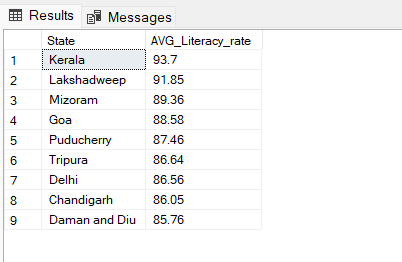 Results Messages
State AVG_Literacy_rate
1 Kerala 93.7
2 Lakshadweep 91.85
3 Mizoram 89.36
4 Goa 88.58
5 Puducherry 87.46
6 Tripura 86.64
7 Delhi 86.56
8 Chandigarh 86.05
9 Daman and Diu 85.76